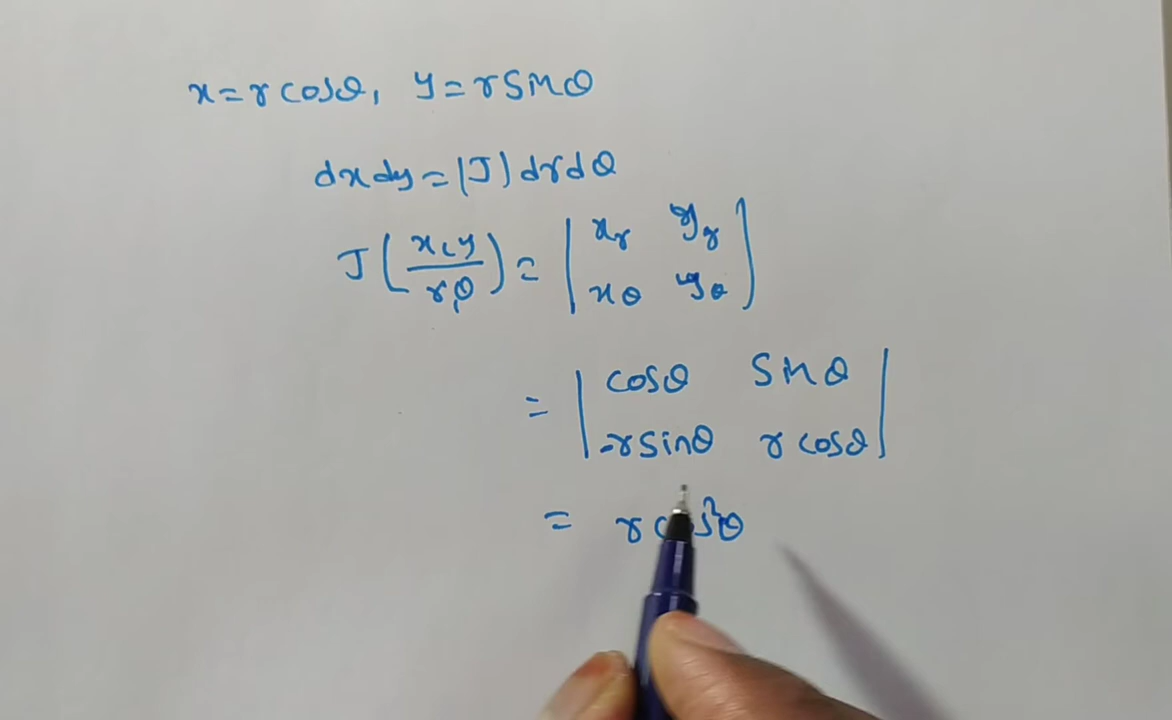 x = r cosθ, y = r sinθ
dx dy = |J| dr dθ
J(x,y / r,θ) = | x_r y_r |
| x_θ y_θ |
= | cosθ sinθ |
| -r sinθ r cosθ |
= r cos²θ